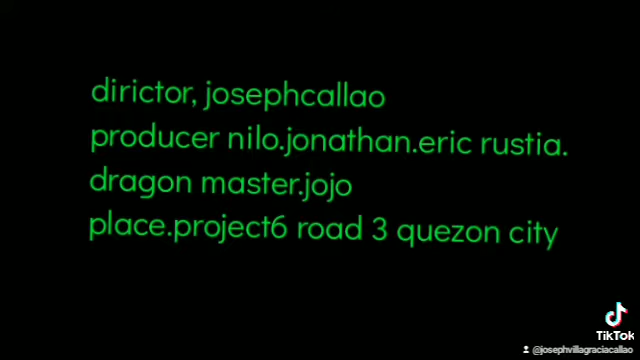 dirictor, josephcallao
producer nilo.jonathan.eric rustia.
dragon master.jojo
place.project6 road 3 quezon city
TikTok
@josephvillagraciacallao